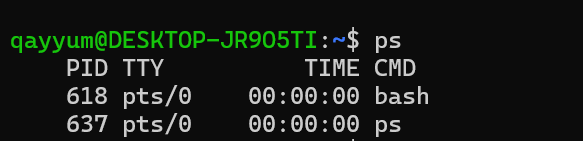 qayyum@DESKTOP-JR9O5TI:~$ ps
    PID TTY          TIME CMD
    618 pts/0    00:00:00 bash
    637 pts/0    00:00:00 ps